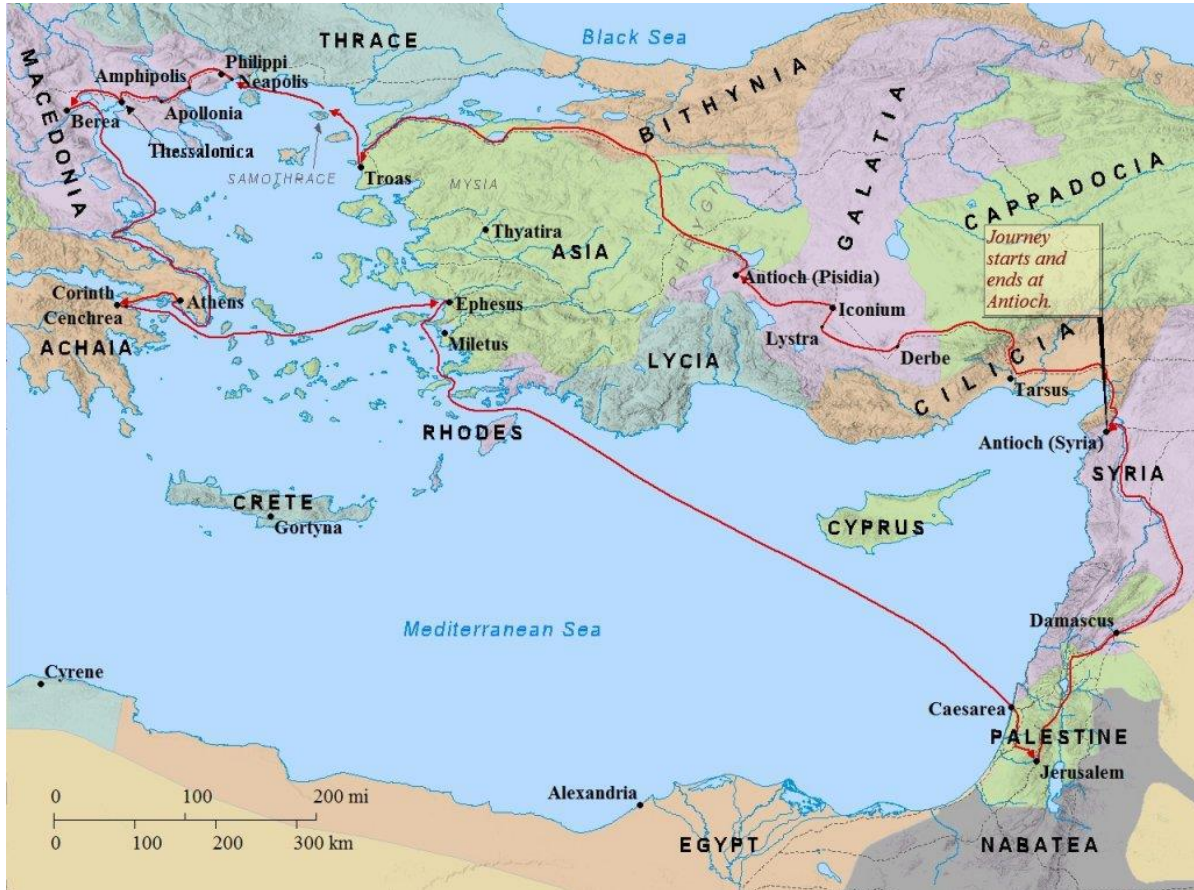 Black Sea
THRACE
MACEDONIA
Philippi
Amphipolis
Neapolis
Apollonia
Berea
Thessalonica
SAMOTHRACE
Troas
MYSIA
BITHYNIA
PONTUS
GALATIA
CAPPADOCIA
Thyatira
ASIA
PHRYG
Journey
starts and
ends at
Antioch.
Antioch (Pisidia)
Iconium
Lystra
Derbe
Corinth
Cenchrea
Athens
ACHAIA
Ephesus
Miletus
LYCIA
CILICIA
Tarsus
RHODES
Antioch (Syria)
SYRIA
CRETE
Gortyna
CYPRUS
Mediterranean Sea
Damascus
Cyrene
Caesarea
PALESTINE
Jerusalem
Alexandria
EGYPT
NABATEA
0 100 200 mi
0 100 200 300 km